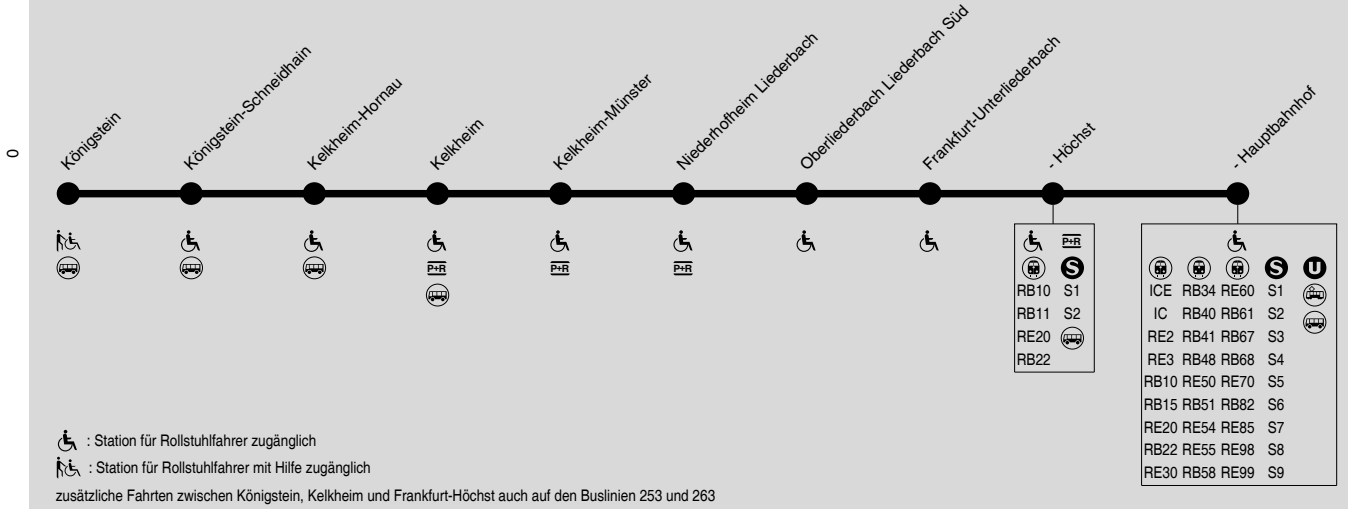 0
Königstein
Königstein-Schneidhain
Kelkheim-Hornau
Kelkheim
Kelkheim-Münster
Niederhofheim Liederbach
Oberliederbach Liederbach Süd
Frankfurt-Unterliederbach
- Höchst
- Hauptbahnhof
P+R
P+R
P+R
P+R
S
RB10 S1
RB11 S2
RE20
RB22
S U
ICE RB34 RE60 S1
IC RB40 RB61 S2
RE2 RB41 RB67 S3
RE3 RB48 RB68 S4
RB10 RE50 RE70 S5
RB15 RB51 RB82 S6
RE20 RE54 RE85 S7
RB22 RE55 RE98 S8
RE30 RB58 RE99 S9
: Station für Rollstuhlfahrer zugänglich
: Station für Rollstuhlfahrer mit Hilfe zugänglich
zusätzliche Fahrten zwischen Königstein, Kelkheim und Frankfurt-Höchst auch auf den Buslinien 253 und 263